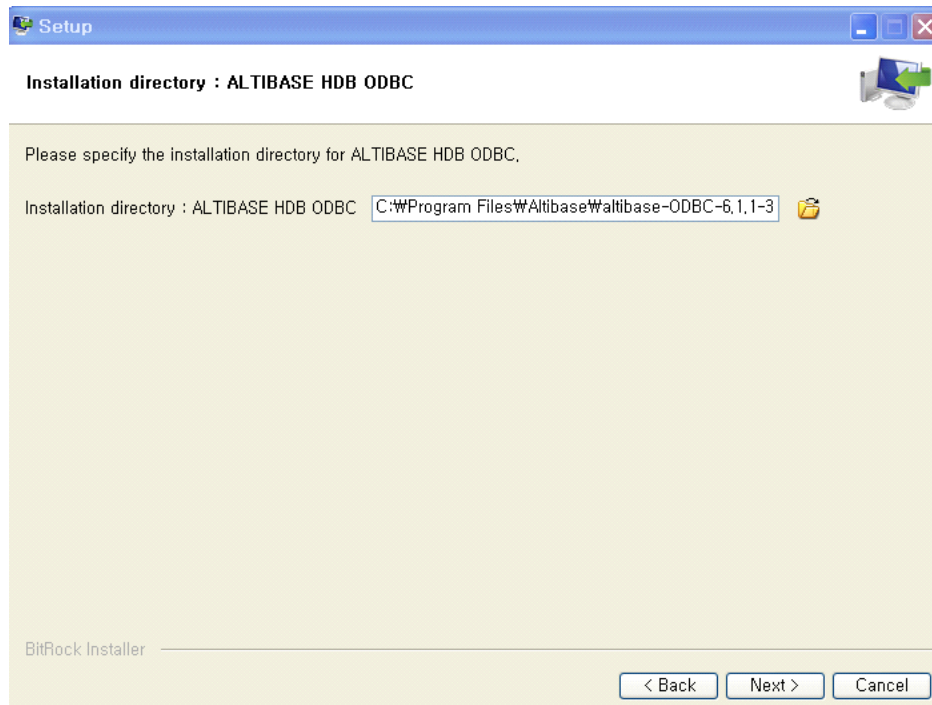 Setup
Installation directory : ALTIBASE HDB ODBC
Please specify the installation directory for ALTIBASE HDB ODBC,
Installation directory : ALTIBASE HDB ODBC C:₩Program Files₩Altibase₩altibase-ODBC-6,1,1-3
BitRock Installer
< Back Next > Cancel